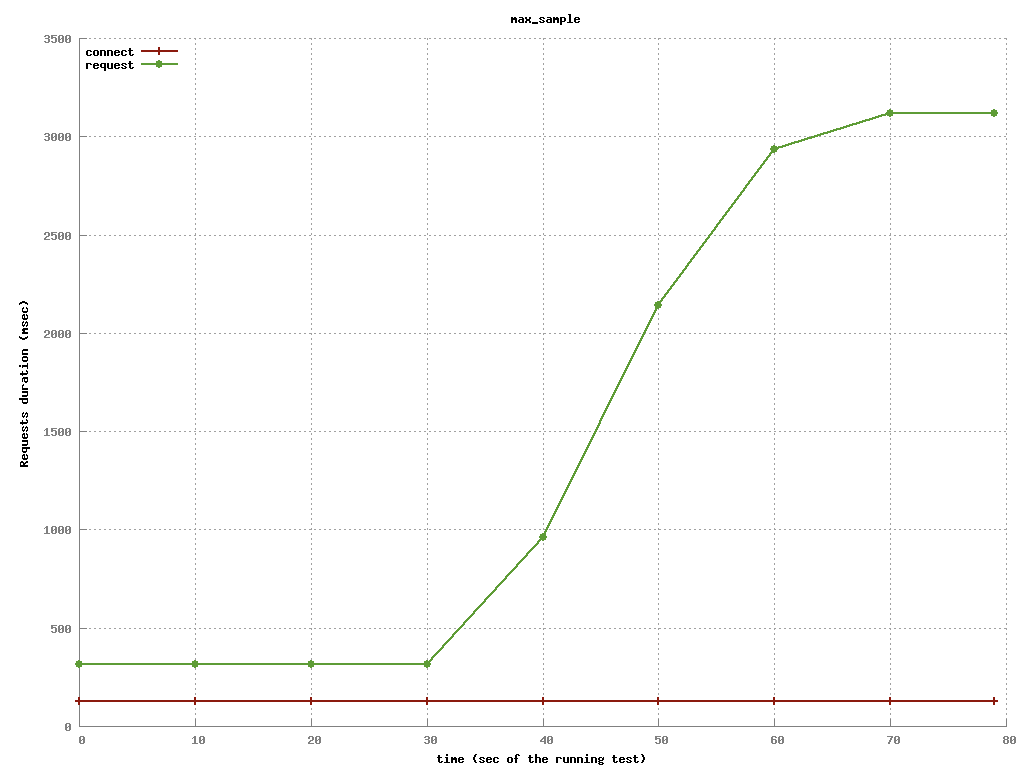 max_sample
3500
connect
request
3000
2500
2000
1500
1000
500
0
Requests duration (msec)
0 10 20 30 40 50 60 70 80
time (sec of the running test)